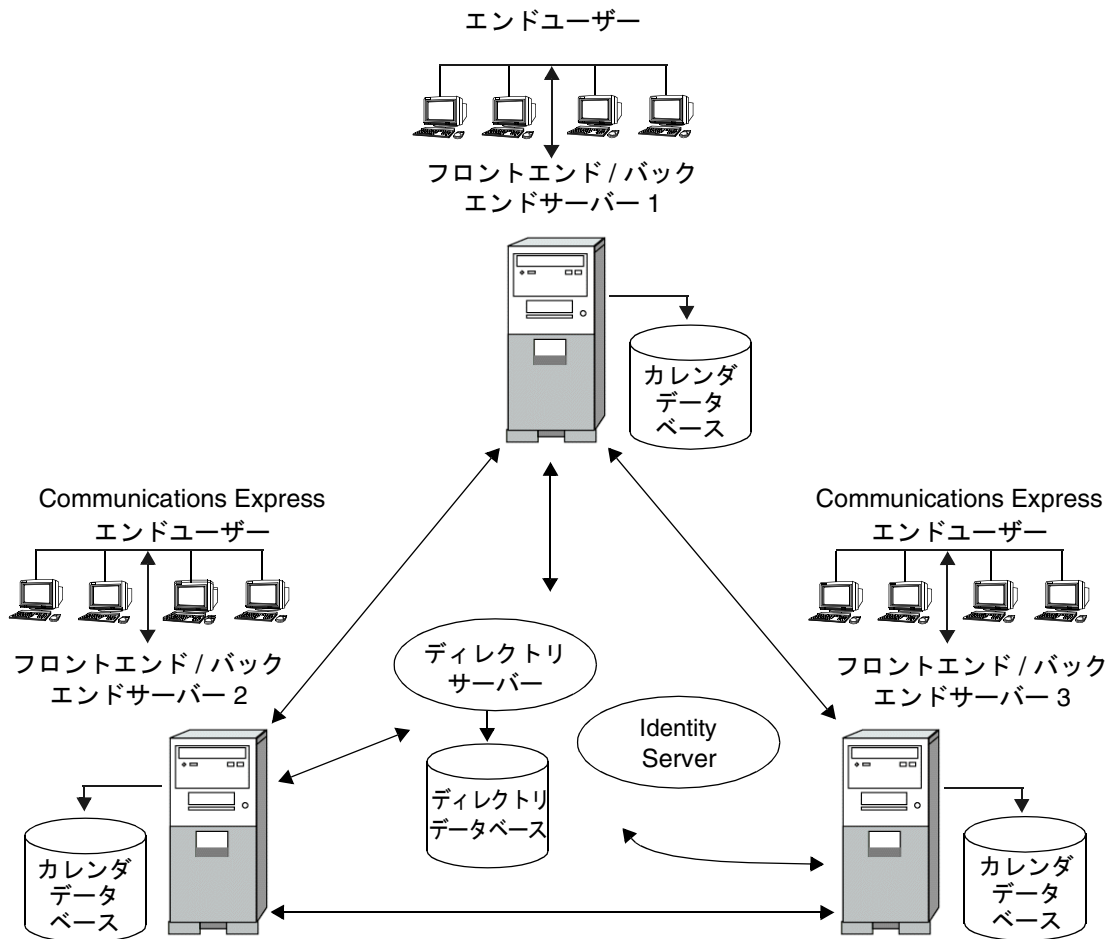 エンドユーザー
フロントエンド / バック
エンドサーバー 1
カレンダ
データ
ベース
Communications Express
エンドユーザー
フロントエンド / バック
エンドサーバー 2
カレンダ
データ
ベース
ディレクトリ
サーバー
ディレクトリ
データベース
Identity
Server
Communications Express
エンドユーザー
フロントエンド / バック
エンドサーバー 3
カレンダ
データ
ベース